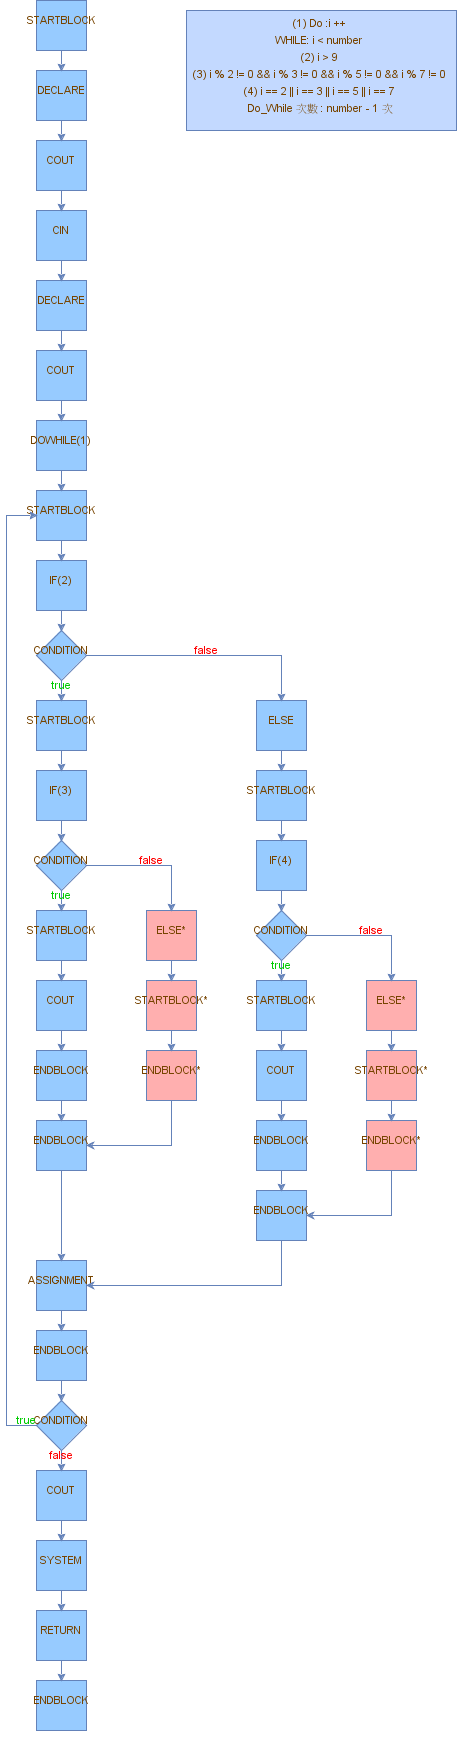 STARTBLOCK
(1) Do :i ++
WHILE: i < number
(2) i > 9
(3) i % 2 != 0 && i % 3 != 0 && i % 5 != 0 && i % 7 != 0
(4) i == 2 || i == 3 || i == 5 || i == 7
Do_While 次數 : number - 1 次
DECLARE
COUT
CIN
DECLARE
COUT
DOWHILE(1)
STARTBLOCK
IF(2)
CONDITION
false
true
STARTBLOCK
ELSE
IF(3)
STARTBLOCK
CONDITION
false
IF(4)
true
STARTBLOCK
ELSE*
CONDITION
false
true
COUT
STARTBLOCK*
STARTBLOCK
ELSE*
ENDBLOCK
ENDBLOCK*
COUT
STARTBLOCK*
ENDBLOCK
ENDBLOCK
ENDBLOCK*
ENDBLOCK
ASSIGNMENT
ENDBLOCK
true
CONDITION
false
COUT
SYSTEM
RETURN
ENDBLOCK